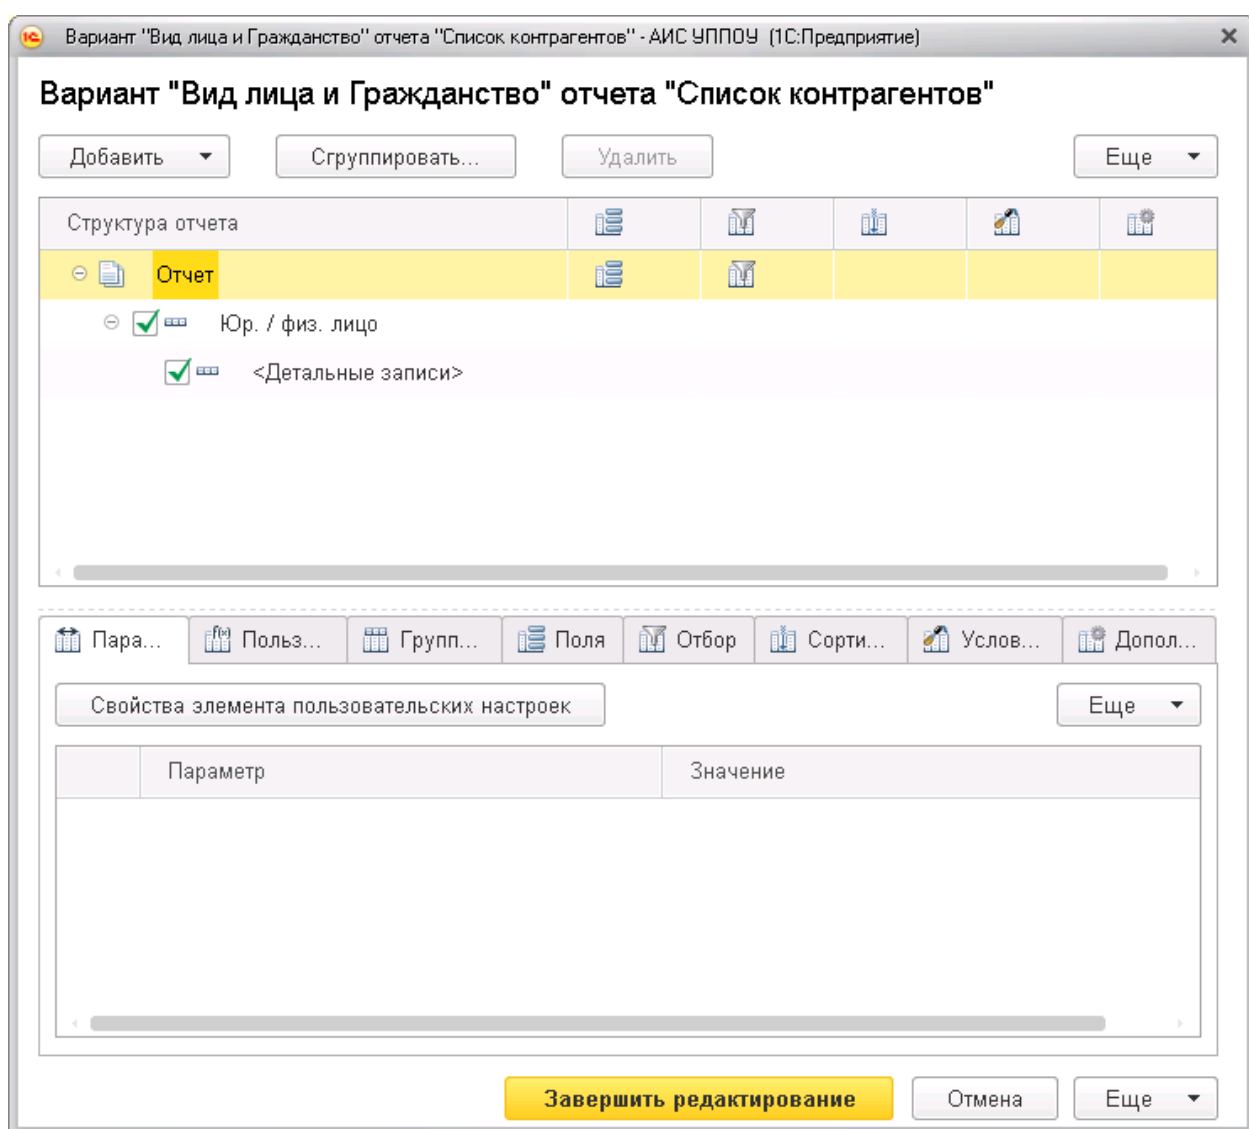 Вариант "Вид лица и Гражданство" отчета "Список контрагентов" - АИС УППОУ (1С:Предприятие)
Вариант "Вид лица и Гражданство" отчета "Список контрагентов"
Добавить Сгруппировать... Удалить Еще
Структура отчета
Отчет
Юр. / физ. лицо
<Детальные записи>
Пара... Польз... Групп... Поля Отбор Сорти... Услов... Допол...
Свойства элемента пользовательских настроек Еще
Параметр Значение
Завершить редактирование Отмена Еще